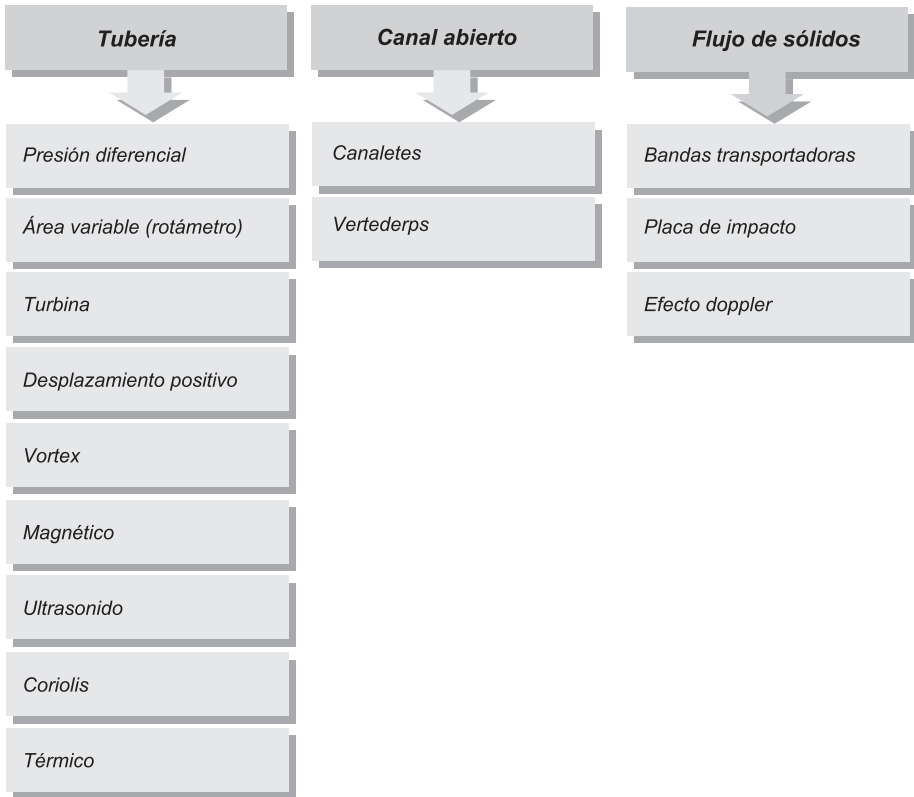 Tubería
Presión diferencial
Área variable (rotámetro)
Turbina
Desplazamiento positivo
Vortex
Magnético
Ultrasonido
Coriolis
Térmico
Canal abierto
Canaletes
Vertederps
Flujo de sólidos
Bandas transportadoras
Placa de impacto
Efecto doppler